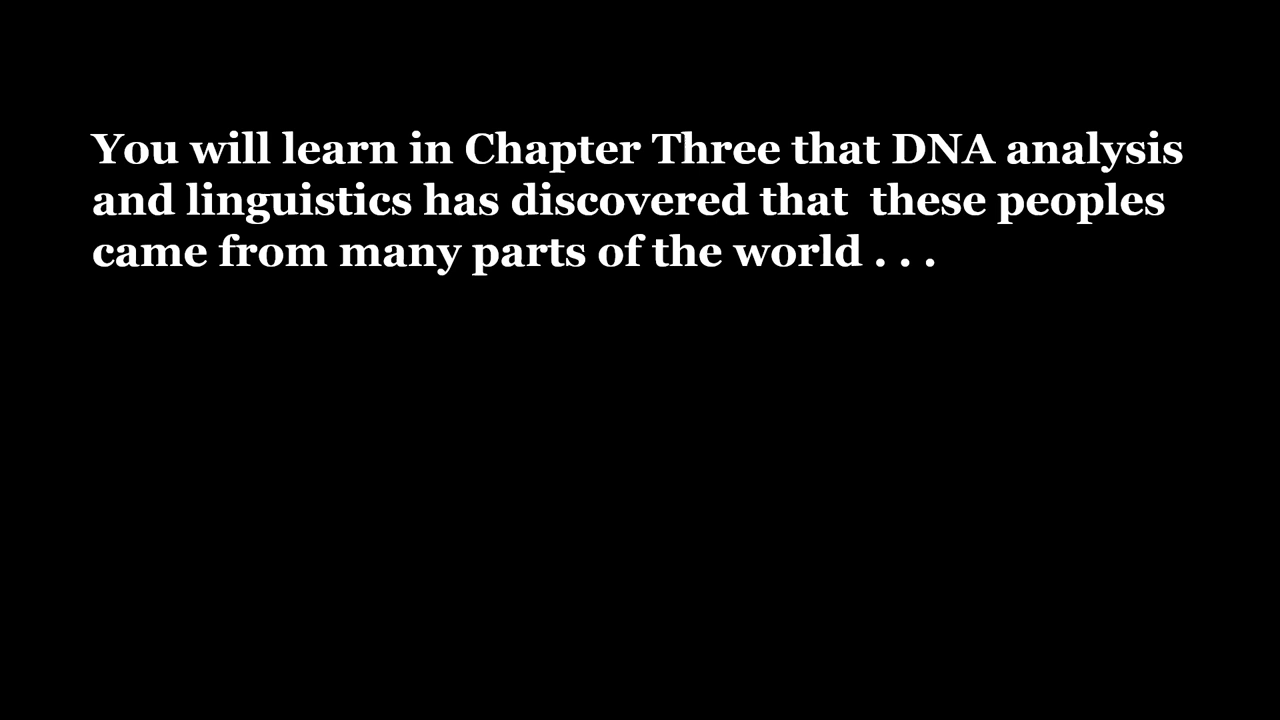 You will learn in Chapter Three that DNA analysis
and linguistics has discovered that  these peoples
came from many parts of the world . . .